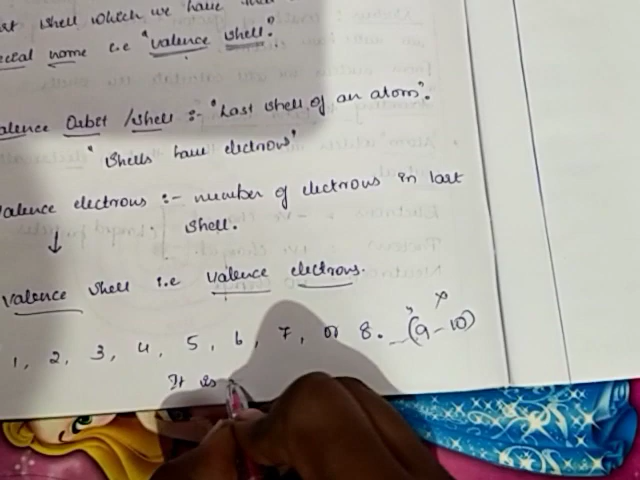 shell which we have
name i.e "valence shell."
Orbit / shell :- "Last shell of an atom".
"Shells have electrons"
valence electrons :- number of electrons in last
shell.
↓
valence shell i.e valence electrons.
1, 2, 3, 4, 5, 6, 7, or 8. (9-10)
It is